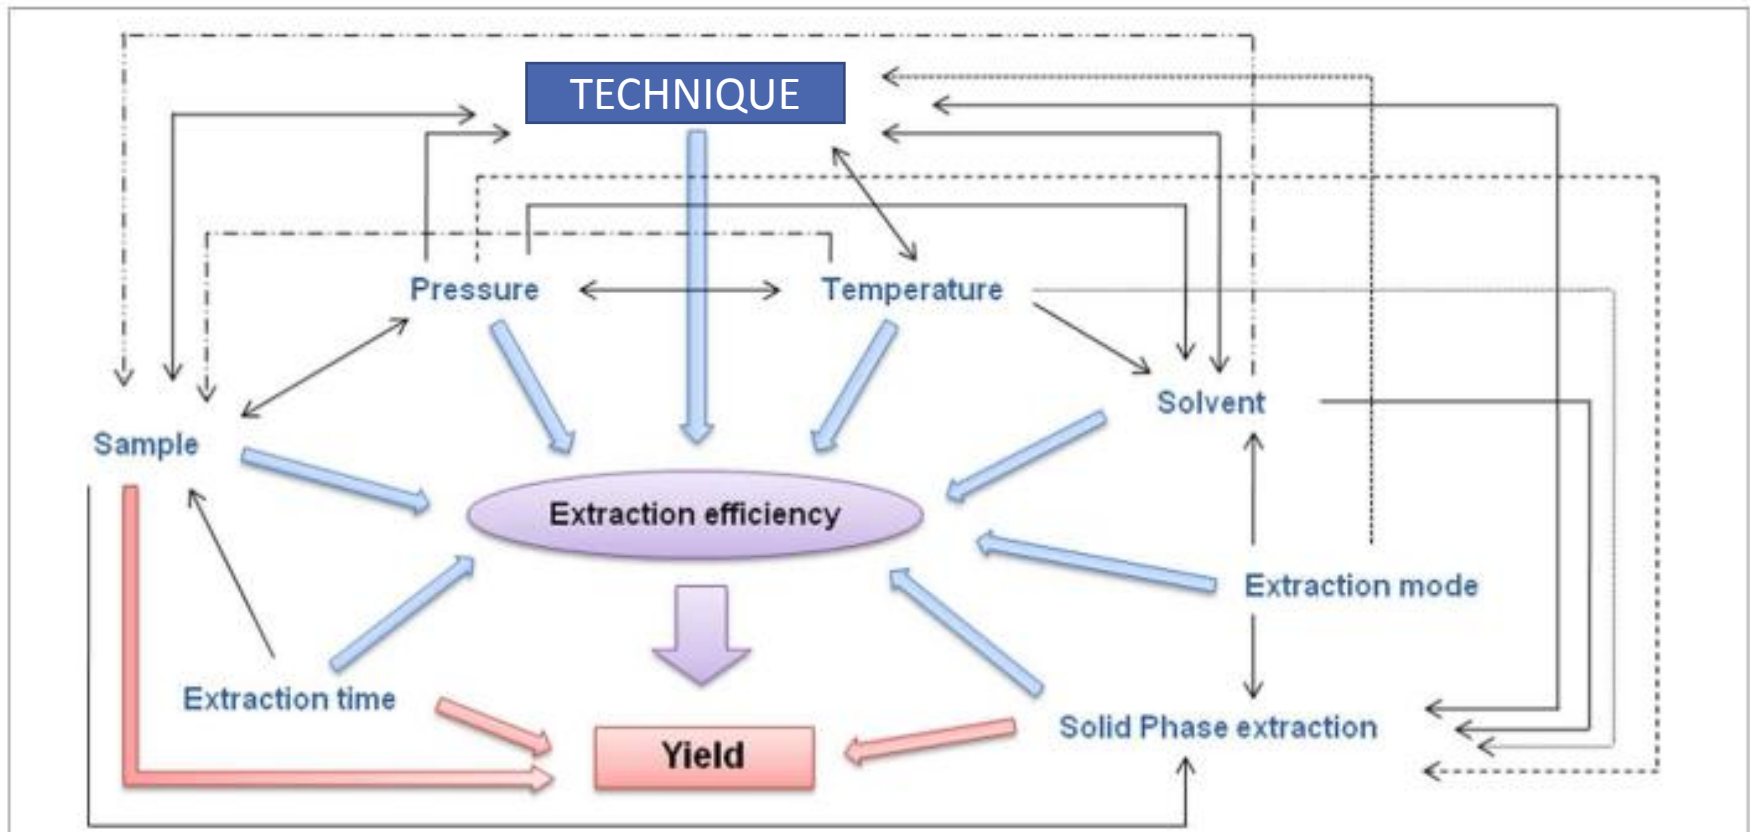 TECHNIQUE
Pressure
Temperature
Solvent
Sample
Extraction efficiency
Extraction mode
Extraction time
Solid Phase extraction
Yield